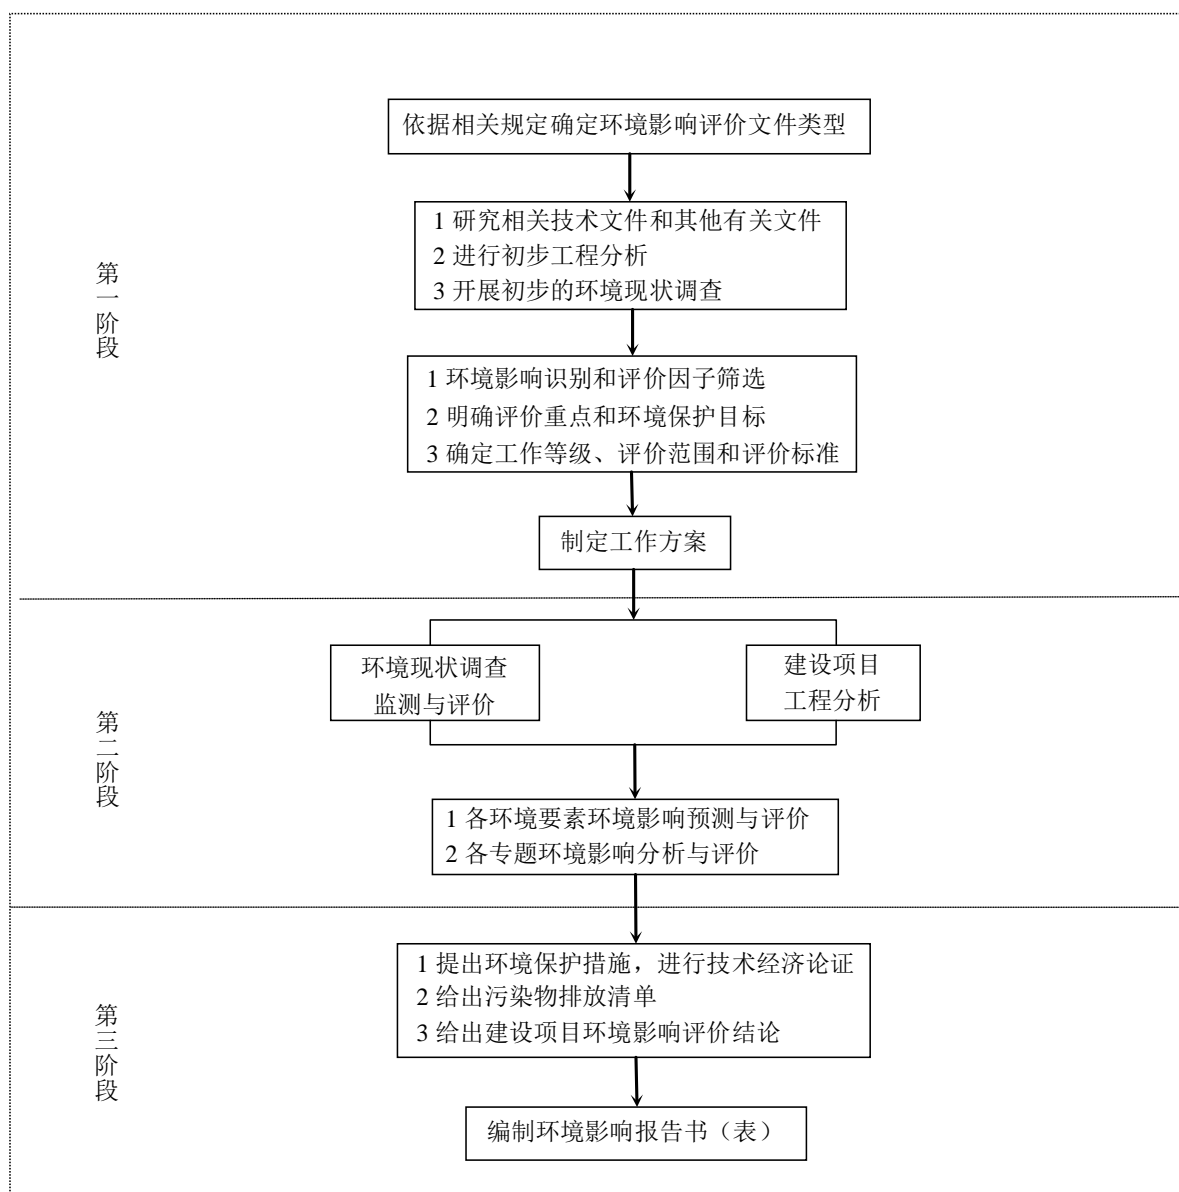 依据相关规定确定环境影响评价文件类型
1 研究相关技术文件和其他有关文件
2 进行初步工程分析
3 开展初步的环境现状调查
第一阶段
1 环境影响识别和评价因子筛选
2 明确评价重点和环境保护目标
3 确定工作等级、评价范围和评价标准
制定工作方案
环境现状调查
监测与评价
建设项目
工程分析
第二阶段
1 各环境要素环境影响预测与评价
2 各专题环境影响分析与评价
1 提出环境保护措施，进行技术经济论证
2 给出污染物排放清单
3 给出建设项目环境影响评价结论
第三阶段
编制环境影响报告书（表）